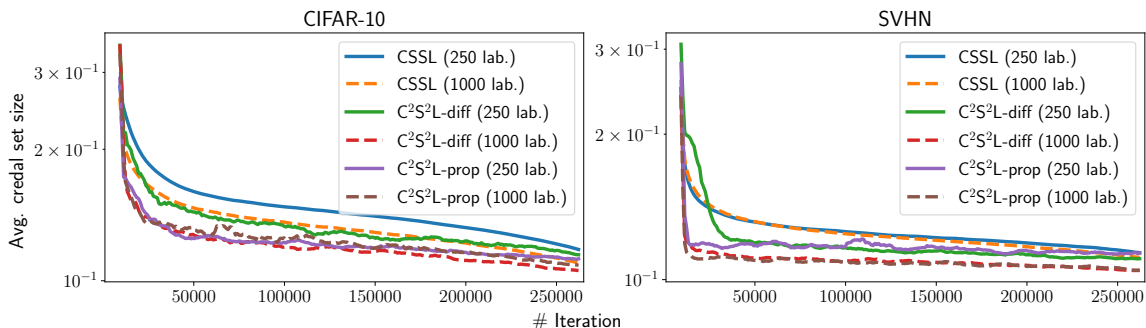 CIFAR-10
Avg. credal set size
3 × 10⁻¹
2 × 10⁻¹
10⁻¹
CSSL (250 lab.)
CSSL (1000 lab.)
C²S²L-diff (250 lab.)
C²S²L-diff (1000 lab.)
C²S²L-prop (250 lab.)
C²S²L-prop (1000 lab.)
50000 100000 150000 200000 250000
SVHN
3 × 10⁻¹
2 × 10⁻¹
10⁻¹
CSSL (250 lab.)
CSSL (1000 lab.)
C²S²L-diff (250 lab.)
C²S²L-diff (1000 lab.)
C²S²L-prop (250 lab.)
C²S²L-prop (1000 lab.)
50000 100000 150000 200000 250000
# Iteration